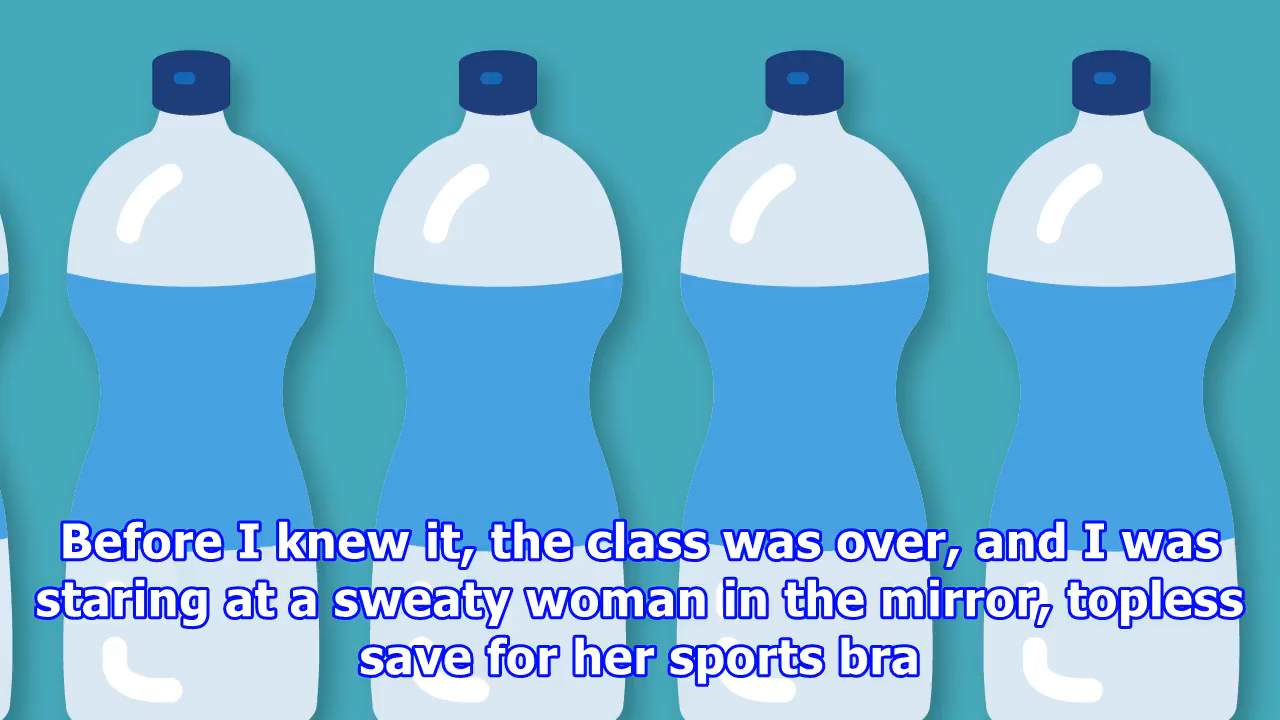 Before I knew it, the class was over, and I was
staring at a sweaty woman in the mirror, topless
save for her sports bra